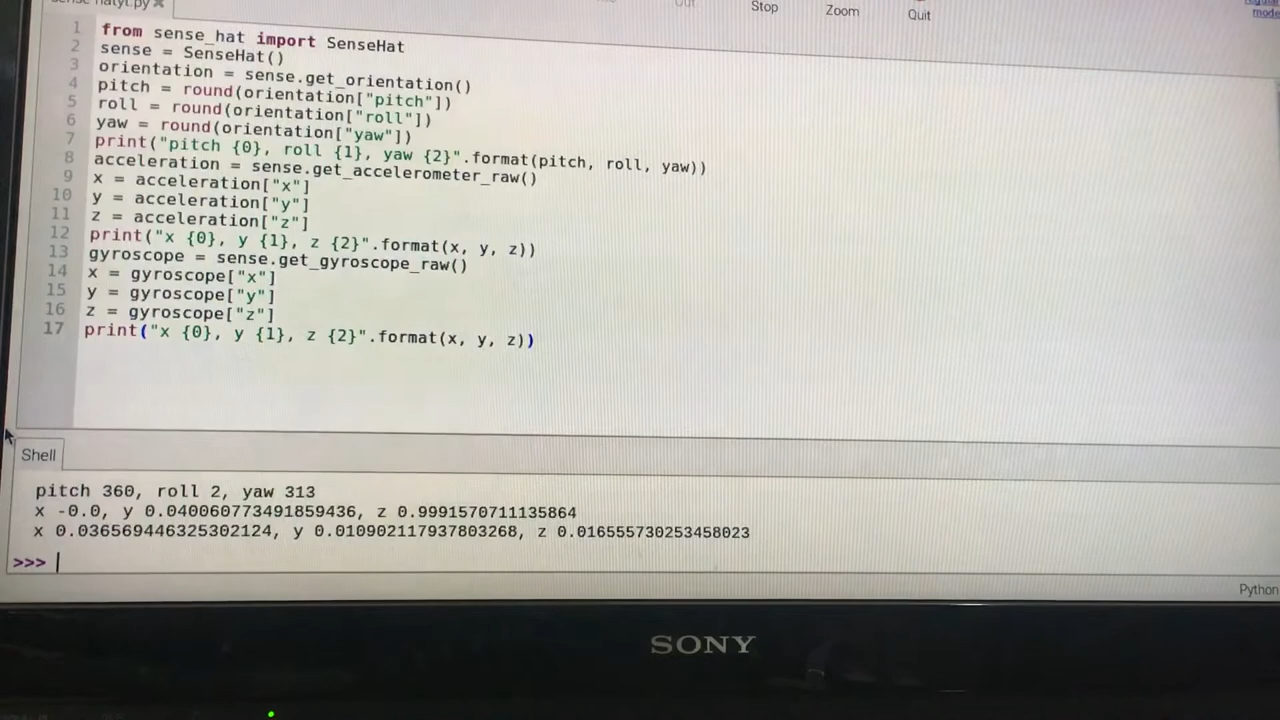 Stop Zoom Quit
mode
1 from sense_hat import SenseHat
2 sense = SenseHat()
3 orientation = sense.get_orientation()
4 pitch = round(orientation["pitch"])
5 roll = round(orientation["roll"])
6 yaw = round(orientation["yaw"])
7 print("pitch {0}, roll {1}, yaw {2}".format(pitch, roll, yaw))
8 acceleration = sense.get_accelerometer_raw()
9 x = acceleration["x"]
10 y = acceleration["y"]
11 z = acceleration["z"]
12 print("x {0}, y {1}, z {2}".format(x, y, z))
13 gyroscope = sense.get_gyroscope_raw()
14 x = gyroscope["x"]
15 y = gyroscope["y"]
16 z = gyroscope["z"]
17 print("x {0}, y {1}, z {2}".format(x, y, z))
Shell
pitch 360, roll 2, yaw 313
x -0.0, y 0.040060773491859436, z 0.9991570711135864
x 0.036569446325302124, y 0.010902117937803268, z 0.016555730253458023
>>>
Python
SONY